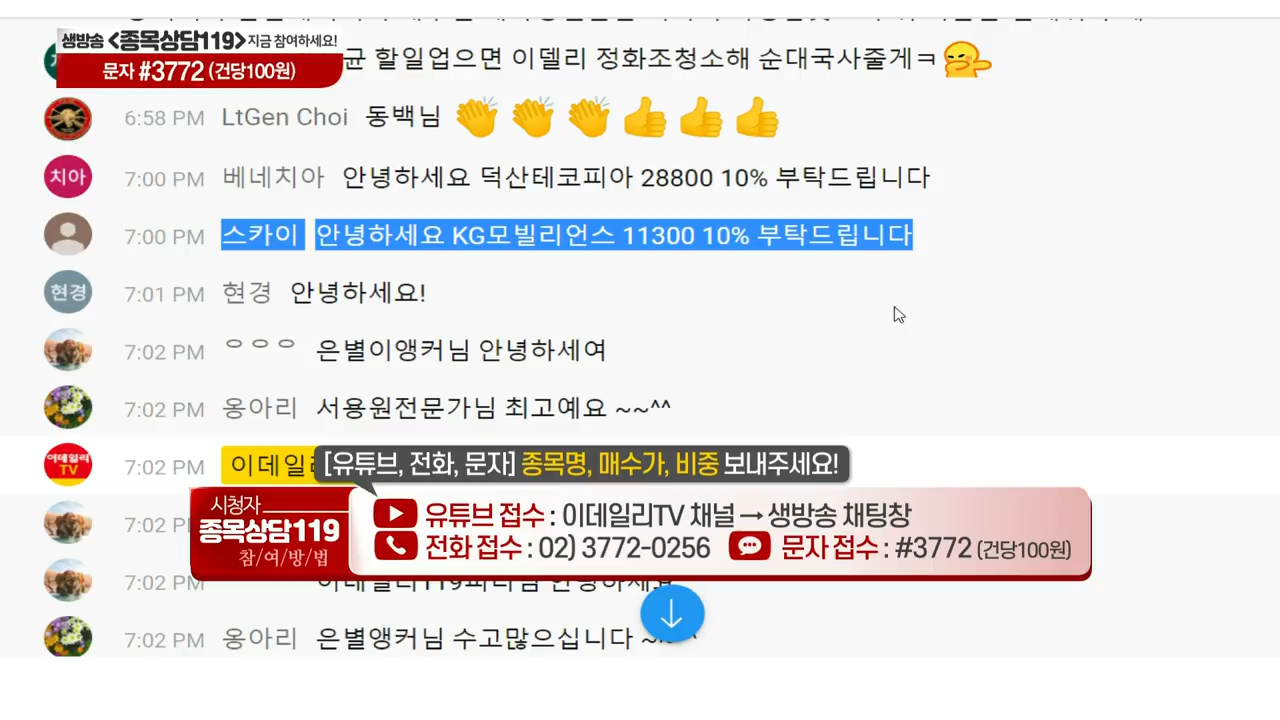 생방송 <종목상담119> 지금 참여하세요!
문자 #3772 (건당100원)
균 할일업으면 이델리 정화조청소해 순대국사줄게ㅋ
6:58 PM LtGen Choi 동백님
치아 7:00 PM 베네치아 안녕하세요 덕산테코피아 28800 10% 부탁드립니다
7:00 PM 스카이 안녕하세요 KG모빌리언스 11300 10% 부탁드립니다
현경 7:01 PM 현경 안녕하세요!
7:02 PM ㅇㅇㅇ 은별이앵커님 안녕하세여
7:02 PM 옹아리 서용원전문가님 최고예요 ~~^^
이데일리TV 7:02 PM 이데일
[유튜브, 전화, 문자] 종목명, 매수가, 비중 보내주세요!
시청자
종목상담119
참/여/방/법
유튜브 접수 : 이데일리TV 채널 → 생방송 채팅창
전화 접수 : 02) 3772-0256 문자 접수 : #3772 (건당100원)
7:02 P
7:02 PM
7:02 PM 옹아리 은별앵커님 수고많으십니다